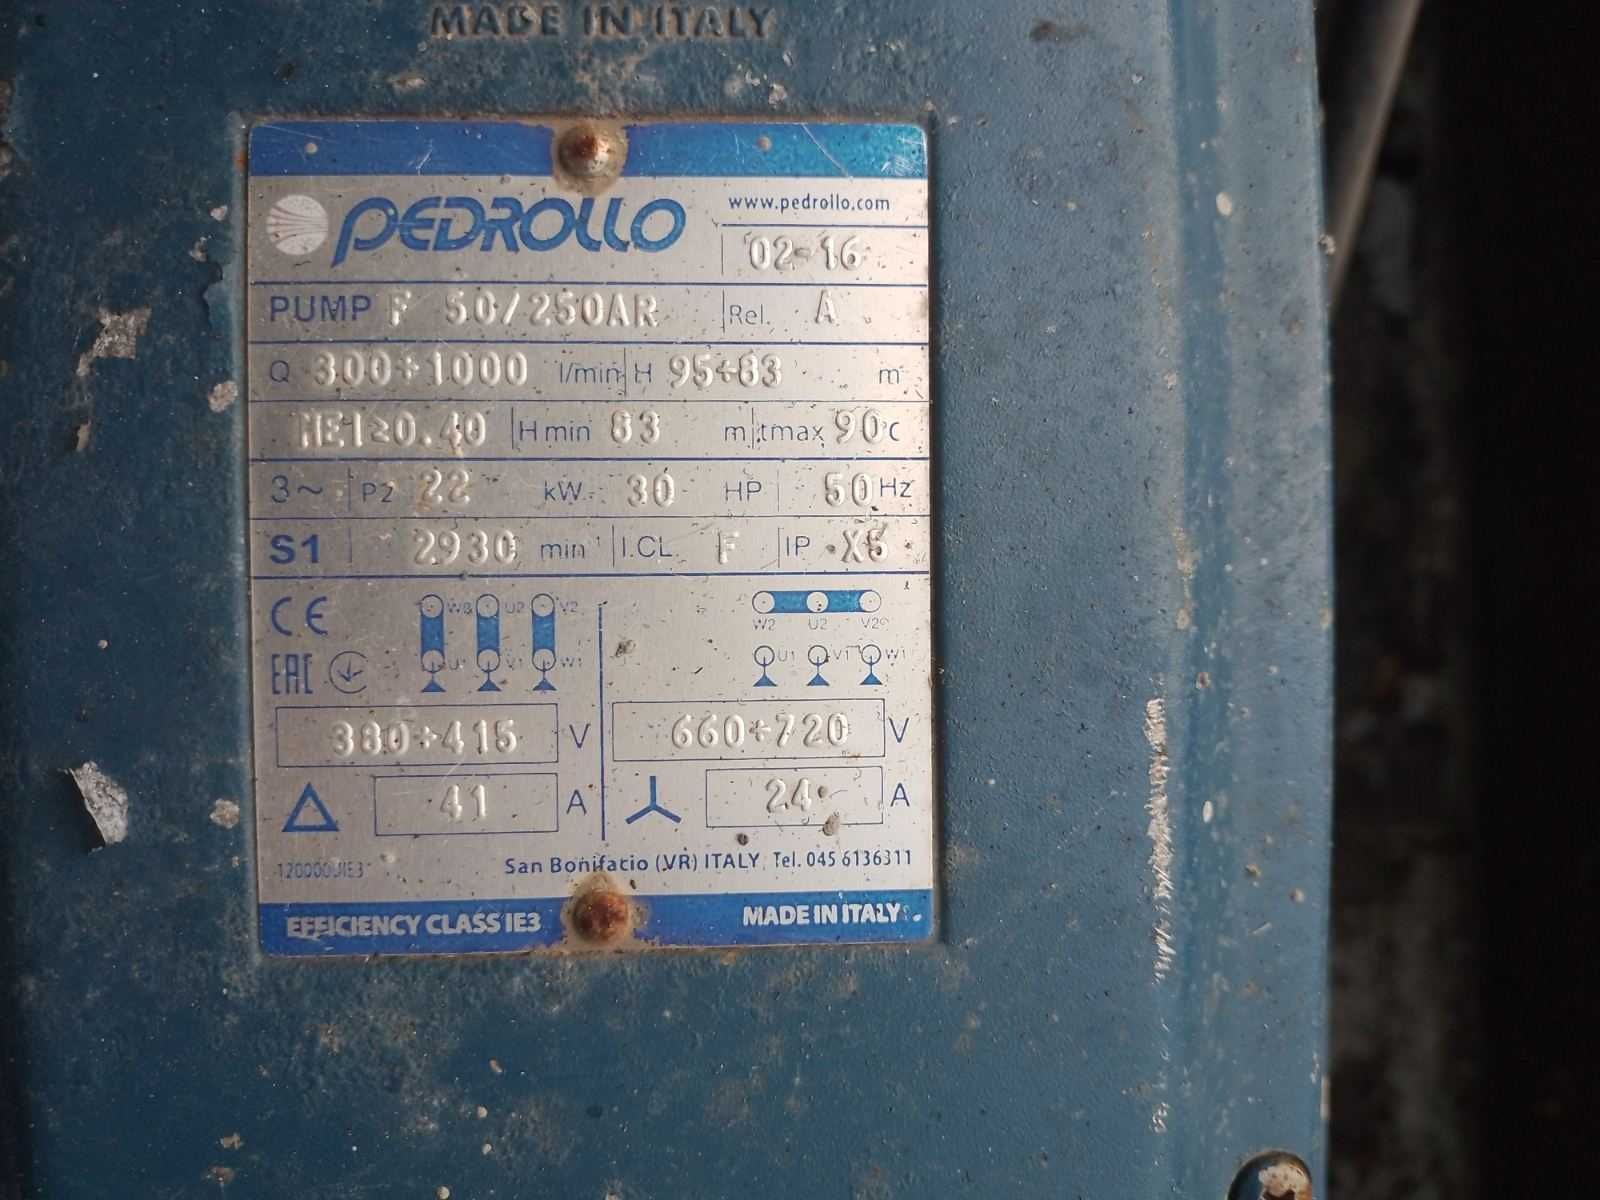 MADE IN ITALY
PEDROLLO
www.pedrollo.com
02-16
PUMP F 50/250AR Rel. A
Q 300÷1000 l/min H 95÷83 m
MEI≥0.40 H min 83 m tmax 90°C
3~ P2 22 kW 30 HP 50 Hz
S1 2930 min⁻¹ I.CL. F IP X5
CE
W2 U2 V2
W2 U2 V2
U1 V1 W1
U1 V1 W1
EAC
380÷415 V
660÷720 V
Δ 41 A
24 A
San Bonifacio (VR) ITALY Tel. 045 6136311
EFFICIENCY CLASS IE3
MADE IN ITALY